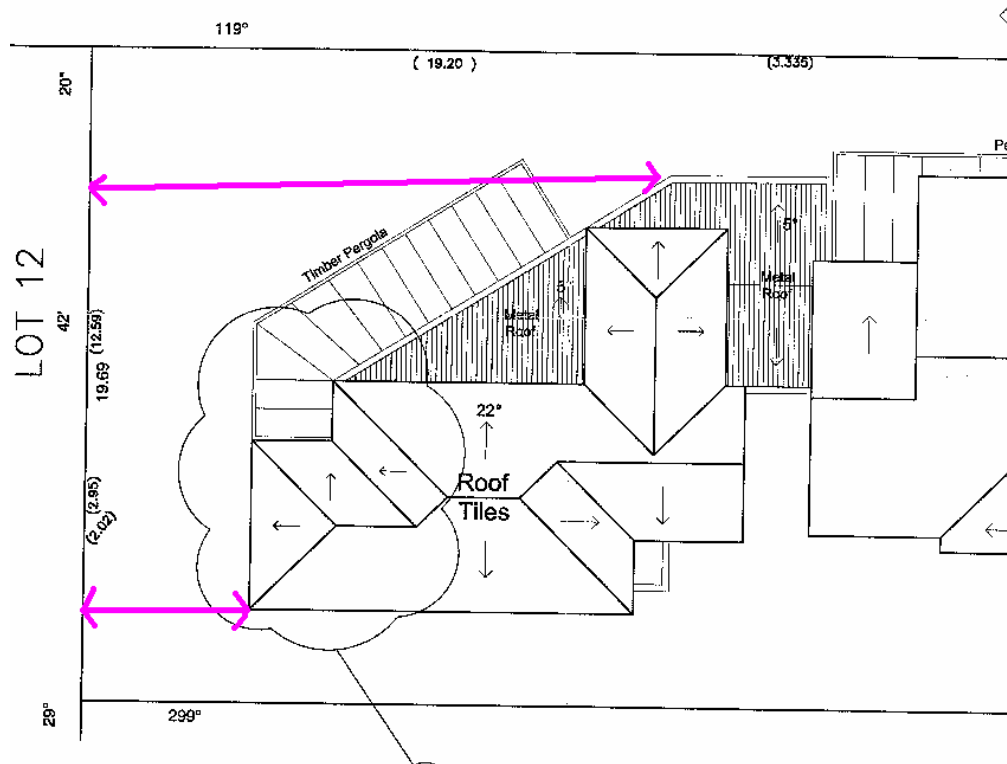 119°
( 19.20 )
(3.335)
20"
Timber Pergola
5°
Metal
Roof
5
Metal
Roof
LOT 12
42'
19.69 (12.59)
22°
Roof
Tiles
(2.95)
(2.02)
29°
299°